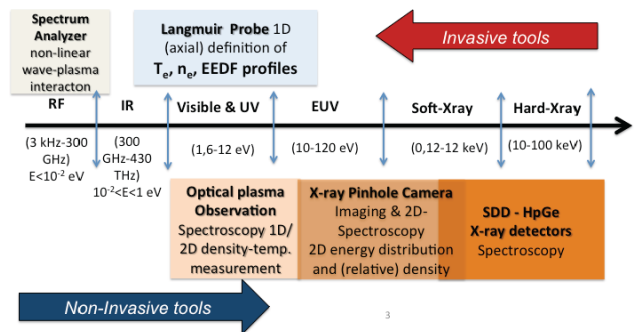 Spectrum
Analyzer
non-linear
wave-plasma
interacton
Langmuir Probe 1D
(axial) definition of
Te, ne, EEDF profiles
Invasive tools
RF
IR
Visible & UV
EUV
Soft-Xray
Hard-Xray
(3 kHz-300
GHz)
E<10⁻² eV
(300
GHz-430
THz)
10⁻²<E<1 eV
(1,6-12 eV)
(10-120 eV)
(0,12-12 keV)
(10-100 keV)
Optical plasma
Observation
Spectroscopy 1D/
2D density-temp.
measurement
X-ray Pinhole Camera
Imaging & 2D-
Spectroscopy
2D energy distribution
and (relative) density
SDD - HpGe
X-ray detectors
Spectroscopy
Non-Invasive tools
3